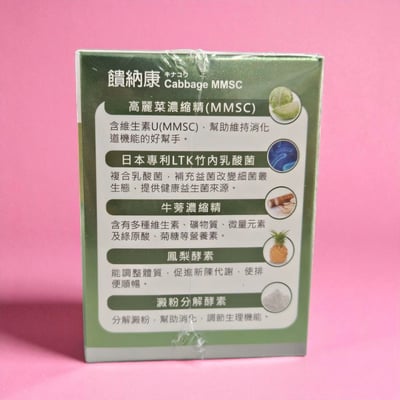 饋納康 キナコウ Cabbage MMSC
高麗菜濃縮精(MMSC)
含維生素U(MMSC),幫助維持消化
道機能的好幫手。
日本專利LTK竹內乳酸菌
複合乳酸菌,補充益菌改變細菌叢
生態,提供健康益生菌來源。
牛蒡濃縮精
含有多種維生素、礦物質、微量元素
及綠原酸、菊糖等營養素。
鳳梨酵素
能調整體質,促進新陳代謝,使排
便順暢。
澱粉分解酵素
分解澱粉,幫助消化,調節生理機能。